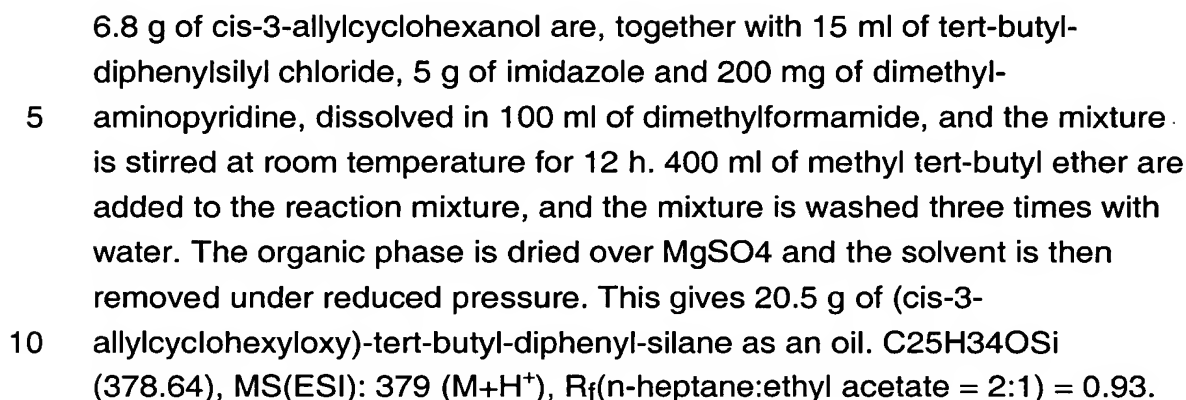 6.8 g of cis-3-allylcyclohexanol are, together with 15 ml of tert-butyl-
diphenylsilyl chloride, 5 g of imidazole and 200 mg of dimethyl-
5 aminopyridine, dissolved in 100 ml of dimethylformamide, and the mixture
is stirred at room temperature for 12 h. 400 ml of methyl tert-butyl ether are
added to the reaction mixture, and the mixture is washed three times with
water. The organic phase is dried over MgSO4 and the solvent is then
removed under reduced pressure. This gives 20.5 g of (cis-3-
10 allylcyclohexyloxy)-tert-butyl-diphenyl-silane as an oil. C25H34OSi
(378.64), MS(ESI): 379 (M+H⁺), Rf(n-heptane:ethyl acetate = 2:1) = 0.93.